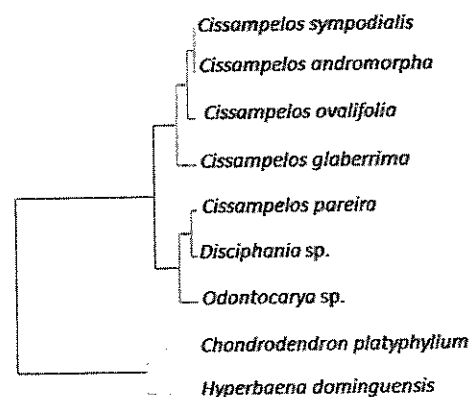 Cissampelos sympodialis
Cissampelos andromorpha
Cissampelos ovalifolia
Cissampelos glaberrima
Cissampelos pareira
Disciphania sp.
Odontocarya sp.
Chondrodendron platyphyllum
Hyperbaena dominguensis